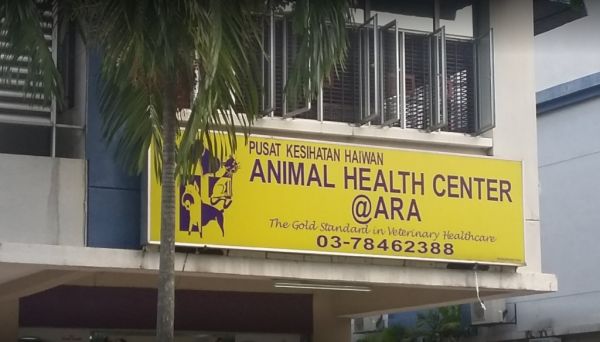 PUSAT KESIHATAN HAIWAN
ANIMAL HEALTH CENTER
@ARA
The Gold Standard in Veterinary Healthcare
03-78462388